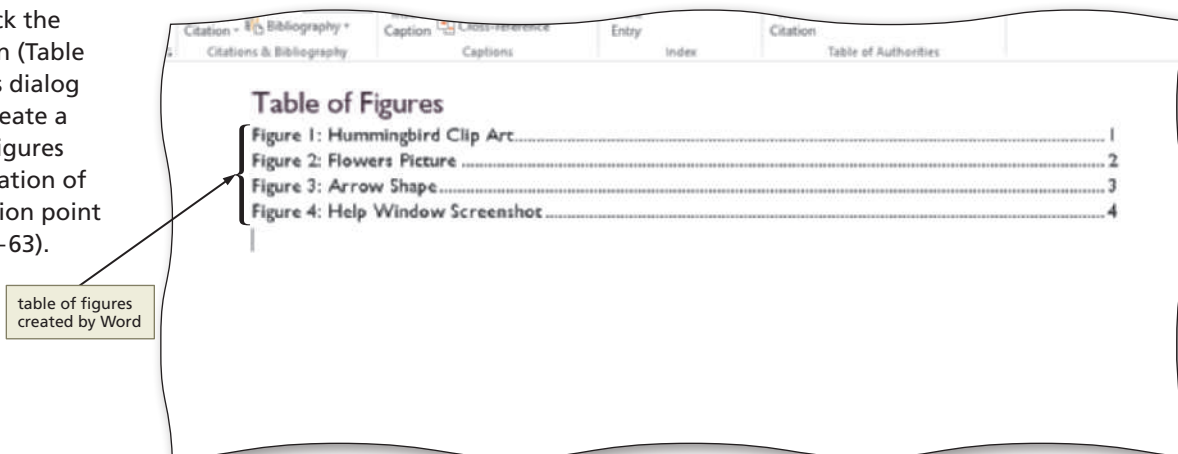 ck the
n (Table
s dialog
eate a
igures
ation of
ion point
-63).
table of figures
created by Word
Citation Bibliography
Caption Cross-reference
Entry
Citation
Citations & Bibliography
Captions
Index
Table of Authorities
Table of Figures
Figure 1: Hummingbird Clip Art 1
Figure 2: Flowers Picture 2
Figure 3: Arrow Shape 3
Figure 4: Help Window Screenshot 4